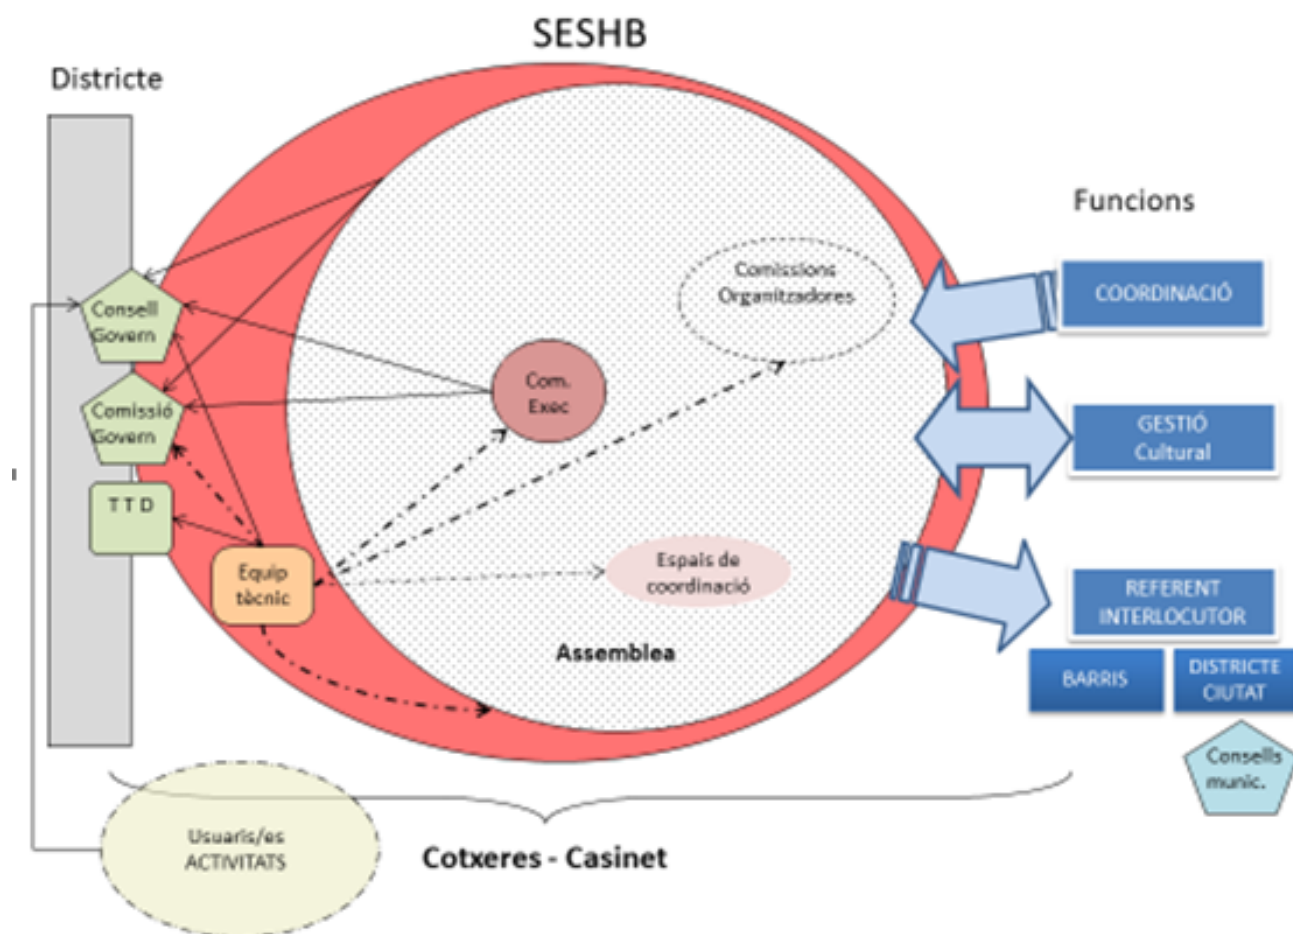 SESHB
Districte
Funcions
Consell
Govern
Comissió
Govern
T T D
Equip
tècnic
Com.
Exec
Comissions
Organitzadores
Espais de
coordinació
Assemblea
COORDINACIÓ
GESTIÓ
Cultural
REFERENT
INTERLOCUTOR
BARRIS
DISTRICTE
CIUTAT
Consells
munic.
Usuaris/es
ACTIVITATS
Cotxeres - Casinet